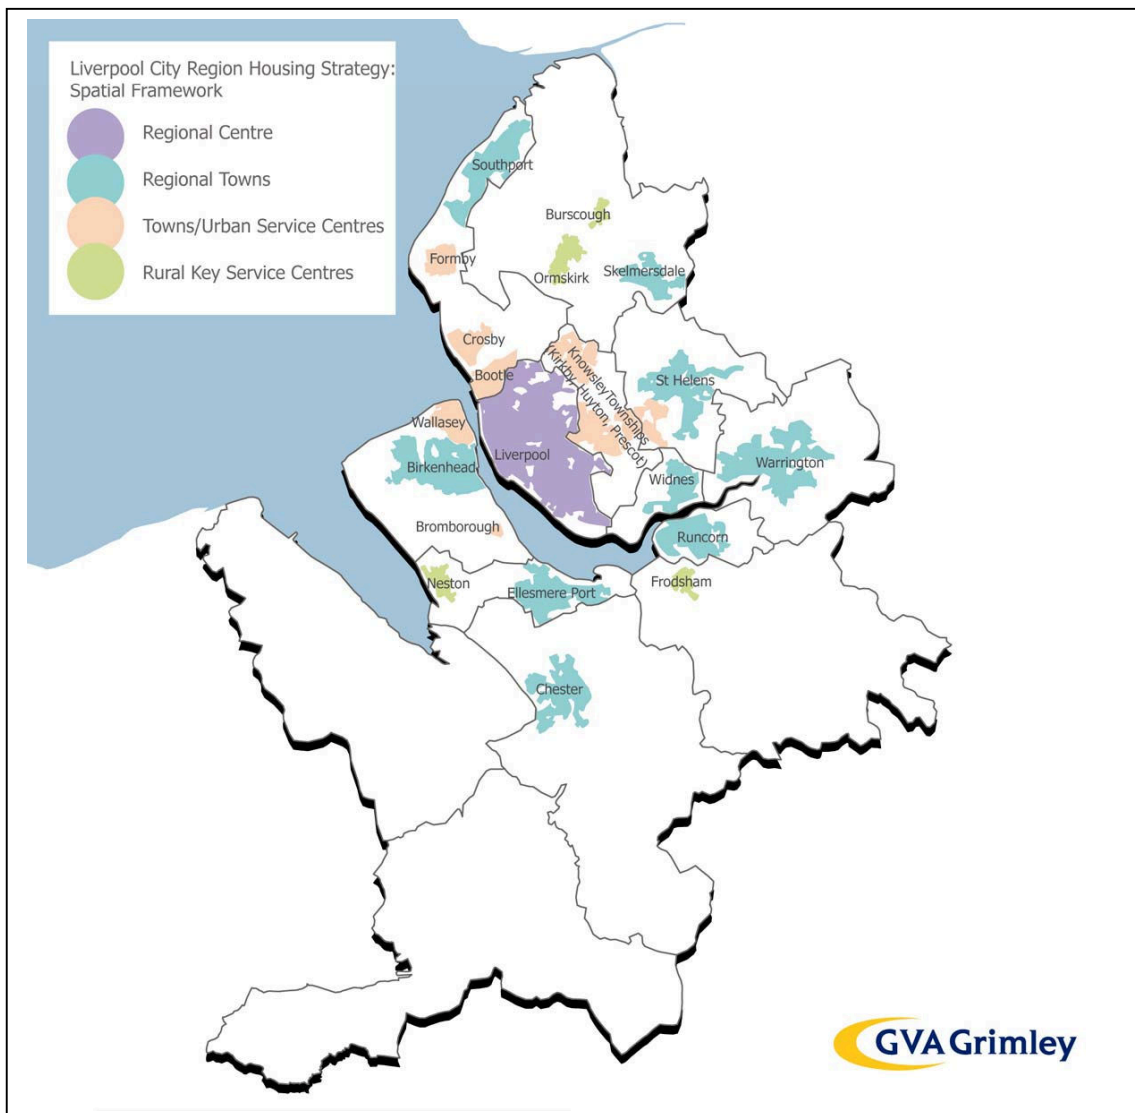 Liverpool City Region Housing Strategy:
Spatial Framework
Regional Centre
Regional Towns
Towns/Urban Service Centres
Rural Key Service Centres
Southport
Burscough
Formby
Ormskirk
Skelmersdale
Crosby
Bootle
Knowsley Townships
(Kirkby, Huyton, Prescot)
St Helens
Wallasey
Birkenhead
Liverpool
Widnes
Warrington
Bromborough
Runcorn
Neston
Ellesmere Port
Frodsham
Chester
GVA Grimley